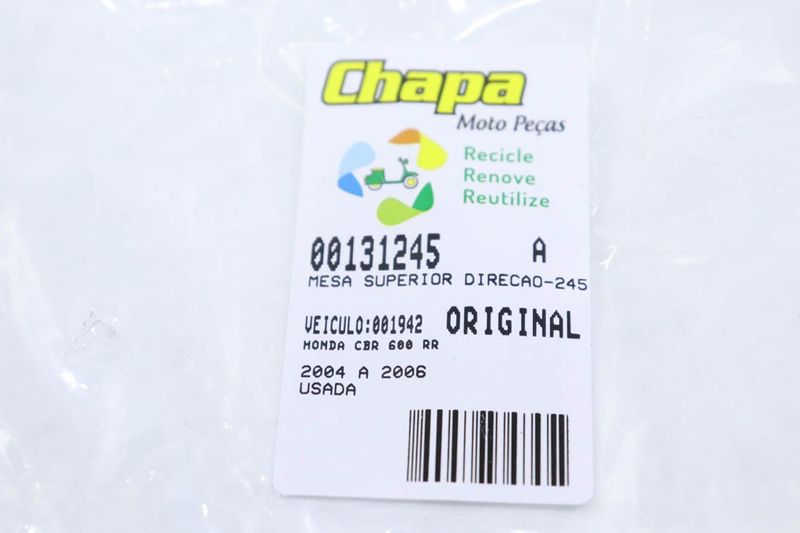 Chapa
Moto Peças
Recicle
Renove
Reutilize
00131245 A
MESA SUPERIOR DIRECAO-245
VEICULO:001942 ORIGINAL
HONDA CBR 600 RR
2004 A 2006
USADA